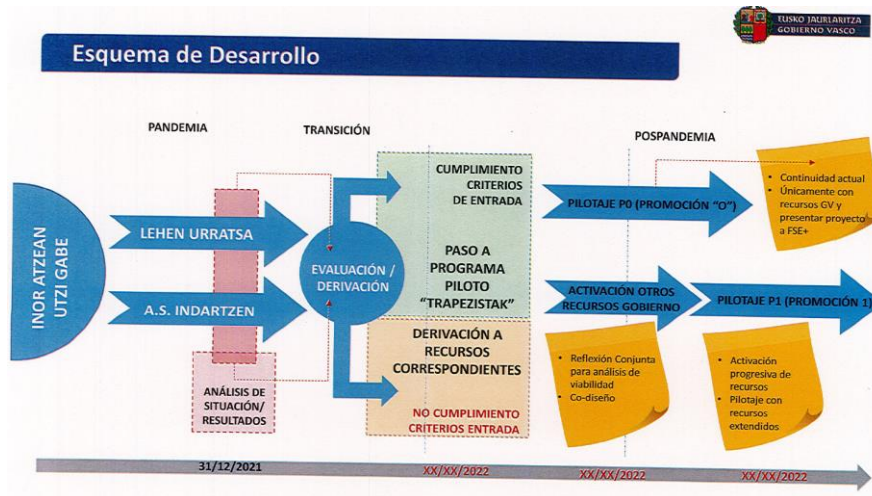 Esquema de Desarrollo
EUSKO JAURLARITZA
GOBIERNO VASCO
PANDEMIA
TRANSICIÓN
POSPANDEMIA
INOR ATZEAN
UTZI GABE
LEHEN URRATSA
A.S. INDARTZEN
ANÁLISIS DE
SITUACIÓN/
RESULTADOS
EVALUACIÓN /
DERIVACIÓN
CUMPLIMIENTO
CRITERIOS
DE ENTRADA
PASO A
PROGRAMA
PILOTO
“TRAPEZISTAK”
DERIVACIÓN A
RECURSOS
CORRESPONDIENTES
NO CUMPLIMIENTO
CRITERIOS ENTRADA
PILOTAJE P0 (PROMOCIÓN “O”)
• Continuidad actual
• Únicamente con
recursos GV y
presentar proyecto
a FSE+
ACTIVACIÓN OTROS
RECURSOS GOBIERNO
PILOTAJE P1 (PROMOCIÓN 1)
• Reflexión Conjunta
para análisis de
viabilidad
• Co-diseño
• Activación
progresiva de
recursos
• Pilotaje con
recursos
extendidos
31/12/2021
XX/XX/2022
XX/XX/2022
XX/XX/2022